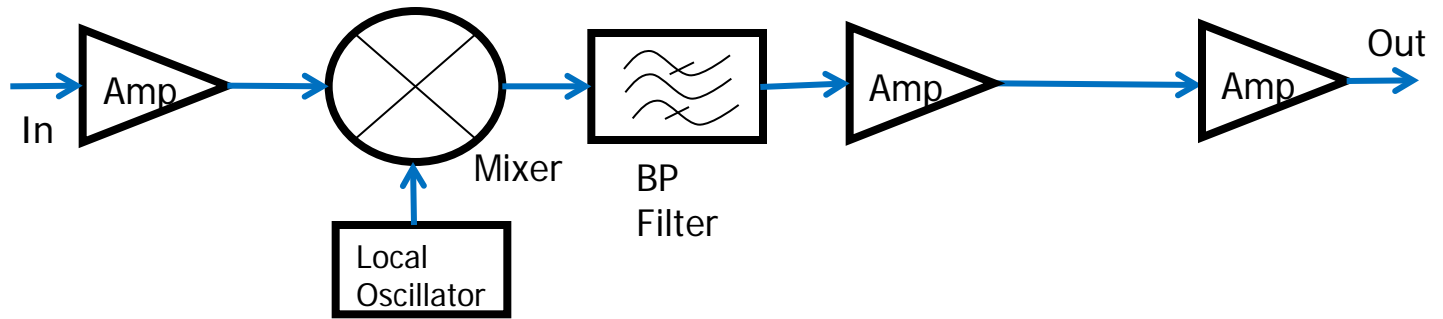 Amp
In
Mixer
Local
Oscillator
BP
Filter
Amp
Amp
Out